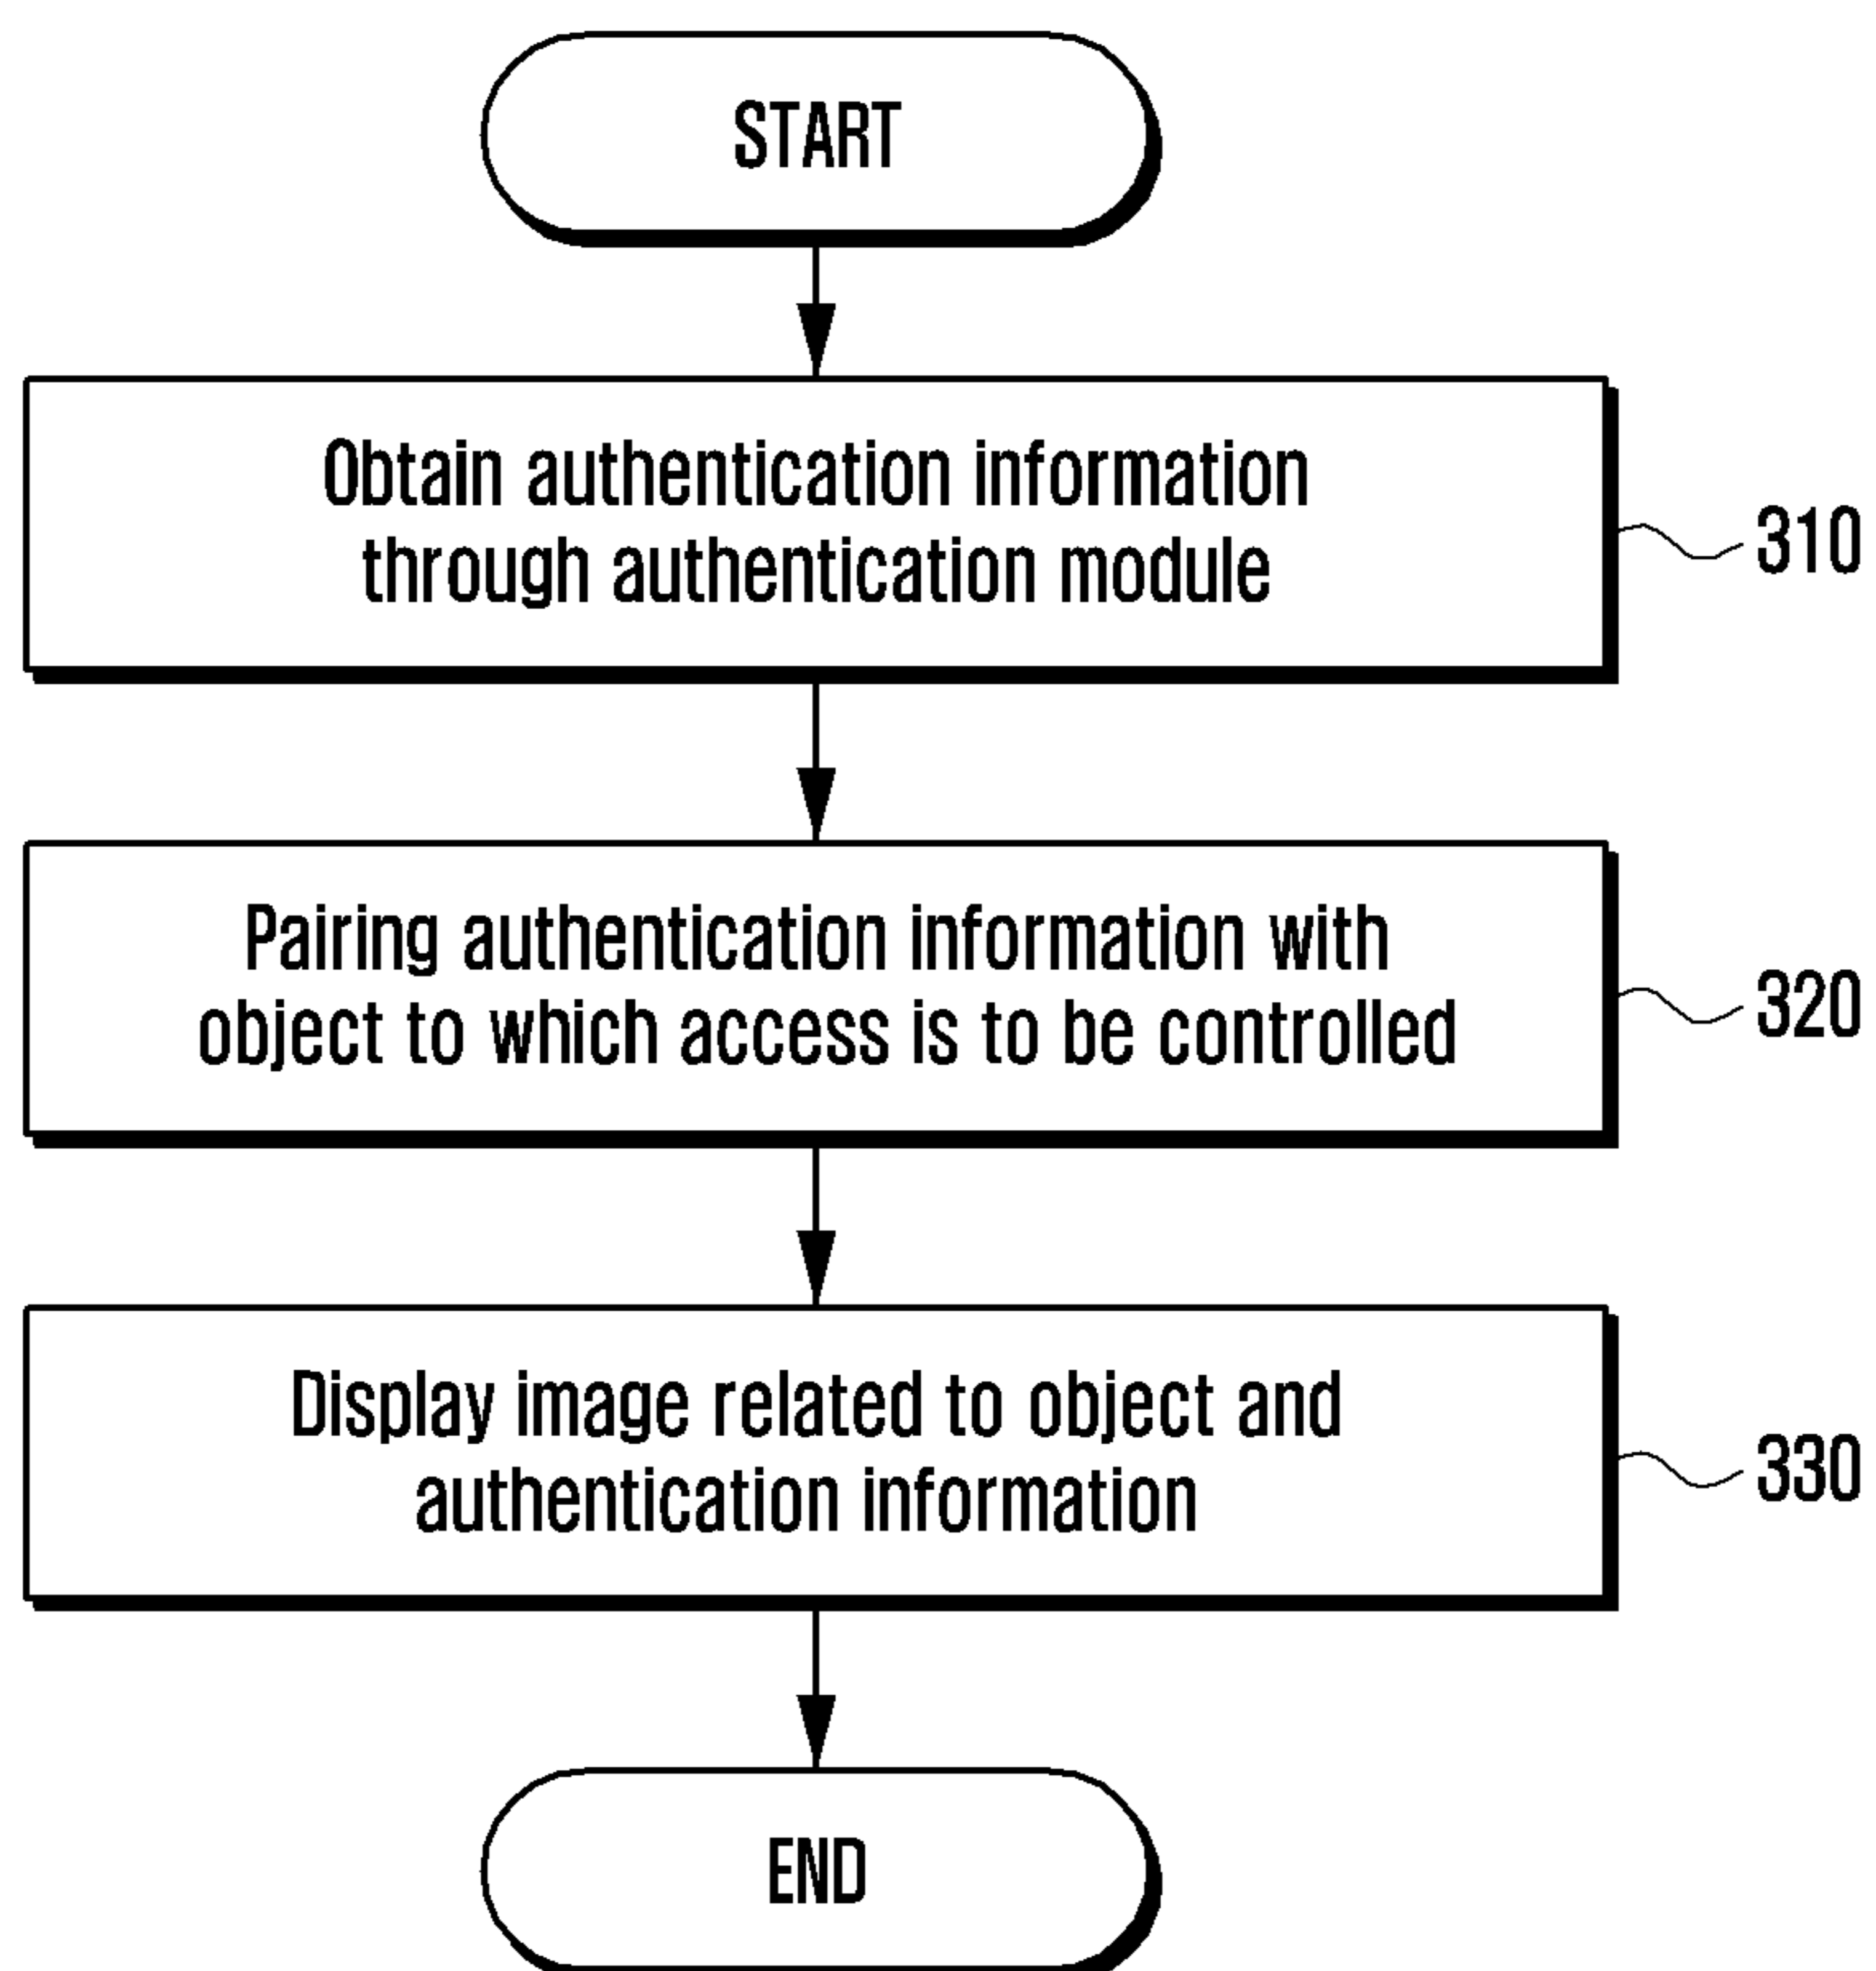 START
Obtain authentication information
through authentication module
310
Pairing authentication information with
object to which access is to be controlled
320
Display image related to object and
authentication information
330
END